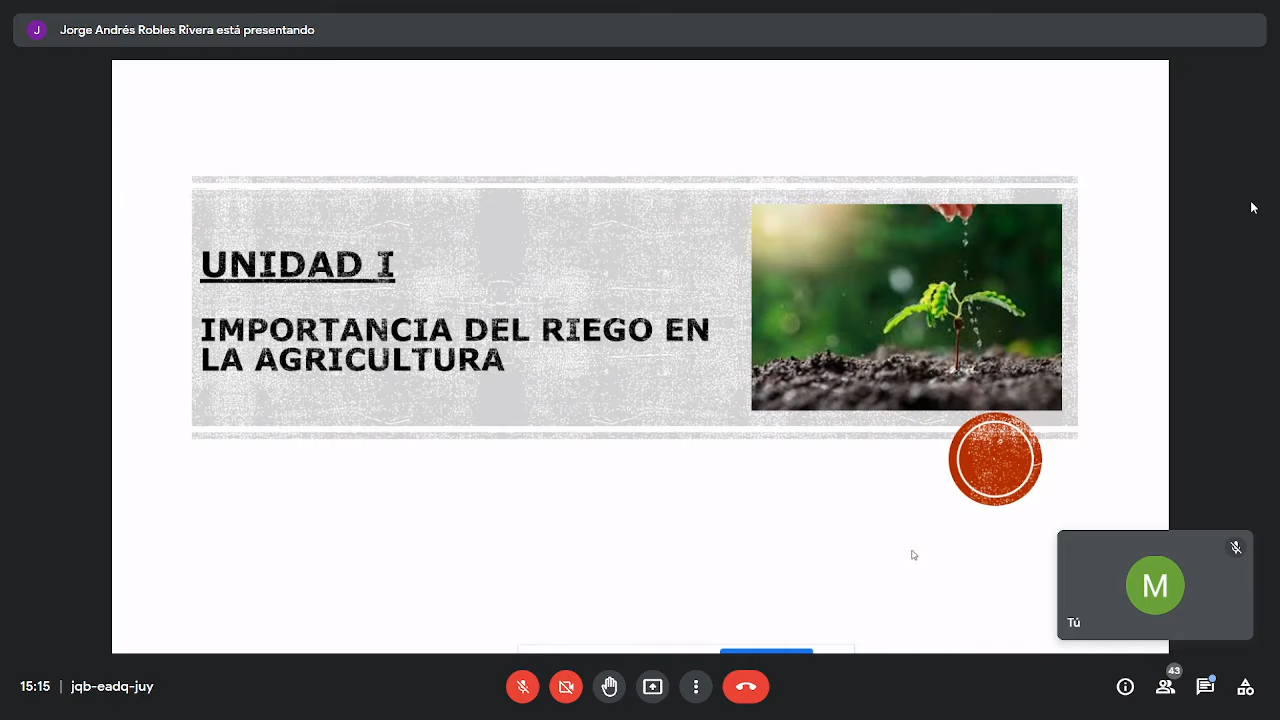 J
Jorge Andrés Robles Rivera está presentando
UNIDAD I
IMPORTANCIA DEL RIEGO EN
LA AGRICULTURA
M
Tú
15:15 | jqb-eadq-juy
43